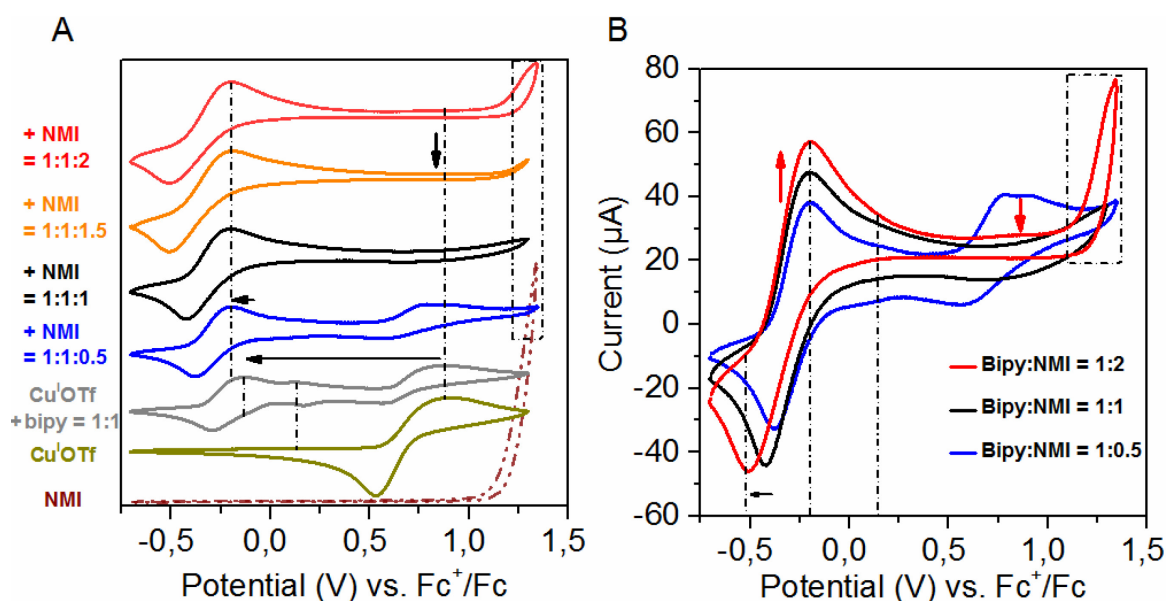 A
+ NMI
= 1:1:2
+ NMI
= 1:1:1.5
+ NMI
= 1:1:1
+ NMI
= 1:1:0.5
CuᴵOTf
+ bipy = 1:1
CuᴵOTf
NMI
-0,5 0,0 0,5 1,0 1,5
Potential (V) vs. Fc⁺/Fc
B
Current (µA)
80
60
40
20
0
-20
-40
-60
Bipy:NMI = 1:2
Bipy:NMI = 1:1
Bipy:NMI = 1:0.5
-0,5 0,0 0,5 1,0 1,5
Potential (V) vs. Fc⁺/Fc